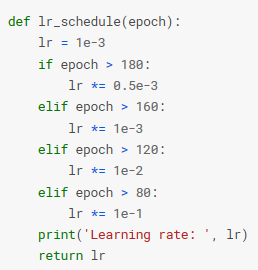 def lr_schedule(epoch):
    lr = 1e-3
    if epoch > 180:
        lr *= 0.5e-3
    elif epoch > 160:
        lr *= 1e-3
    elif epoch > 120:
        lr *= 1e-2
    elif epoch > 80:
        lr *= 1e-1
    print('Learning rate: ', lr)
    return lr